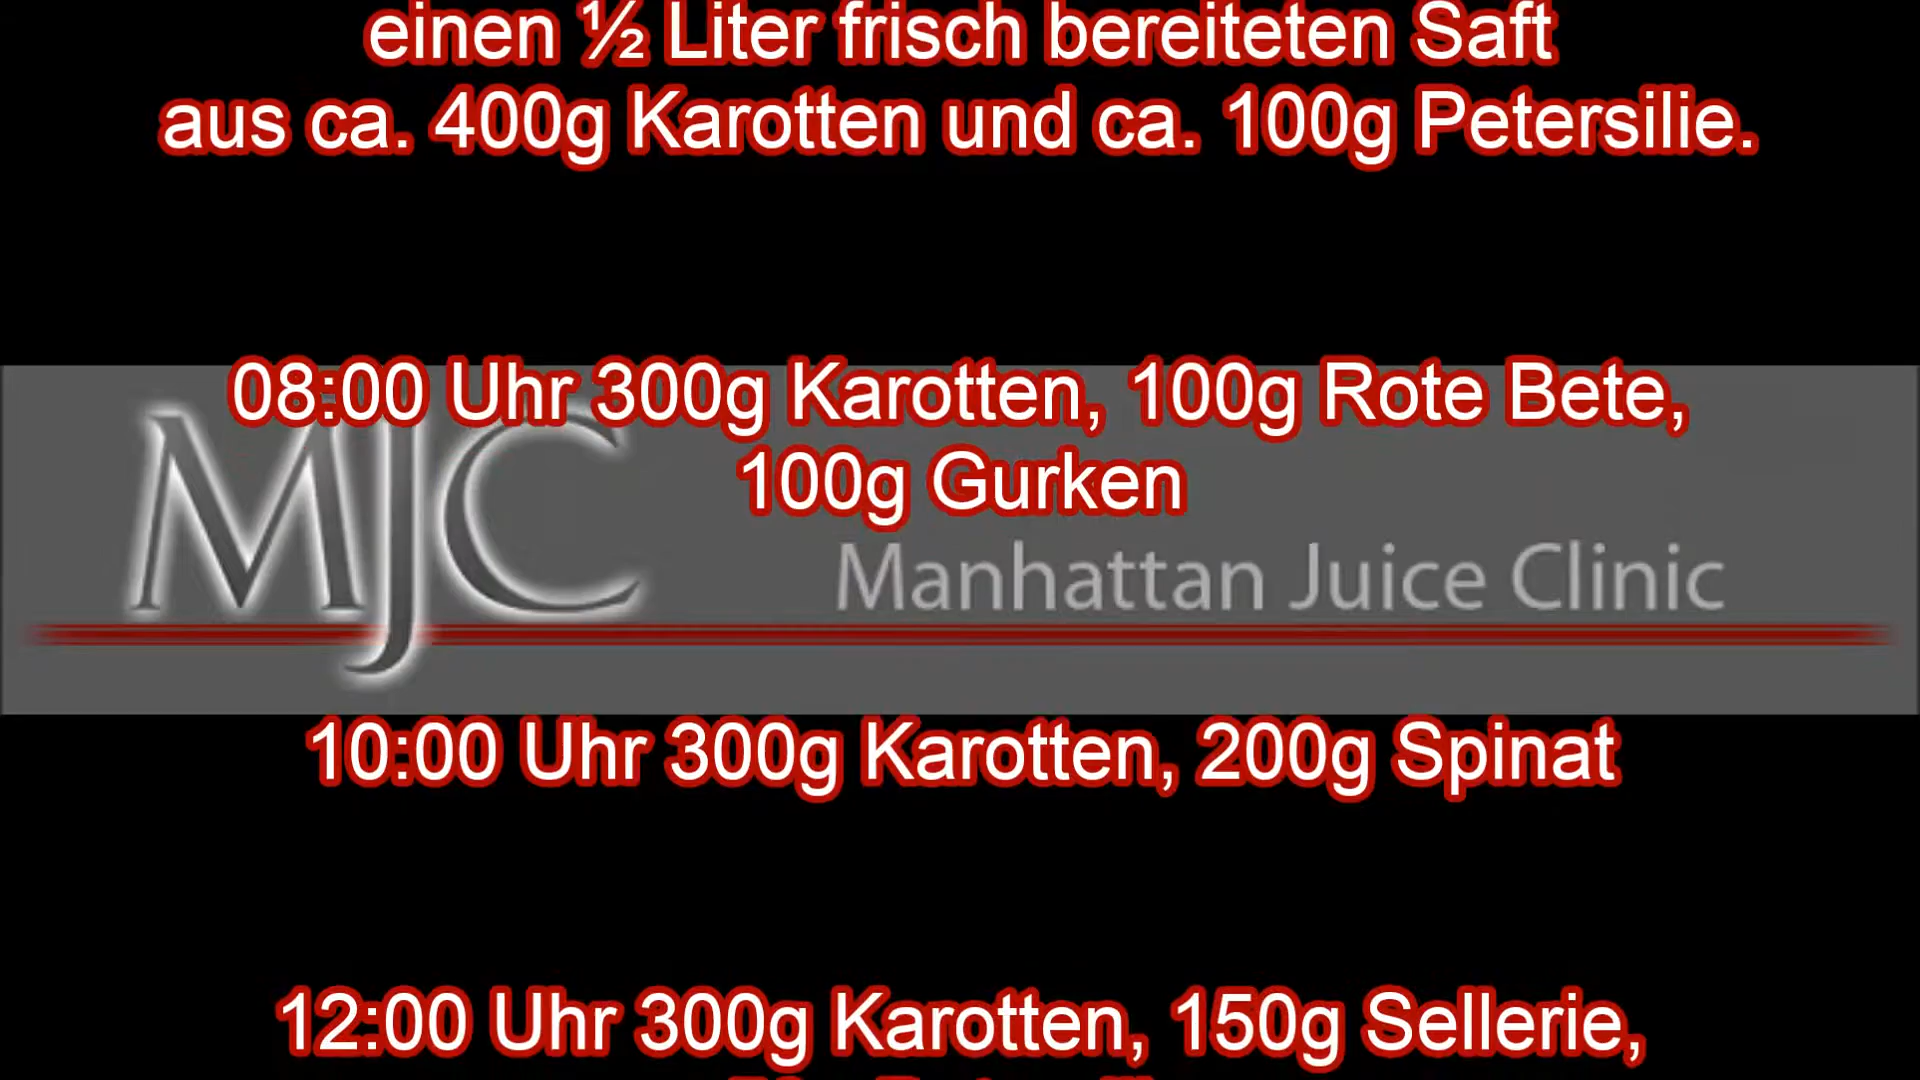 einen ½ Liter frisch bereiteten Saft
aus ca. 400g Karotten und ca. 100g Petersilie.
08:00 Uhr 300g Karotten, 100g Rote Bete,
100g Gurken
MJC
Manhattan Juice Clinic
10:00 Uhr 300g Karotten, 200g Spinat
12:00 Uhr 300g Karotten, 150g Sellerie,